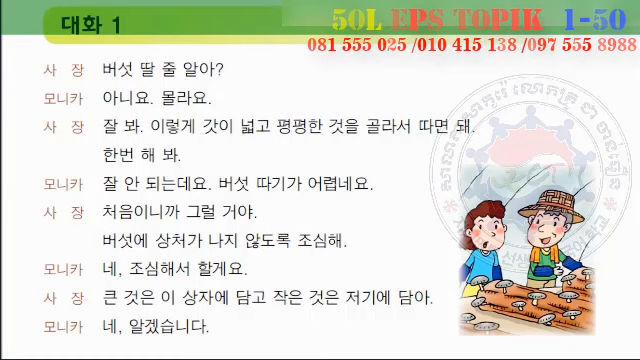 대화 1
50L EPS TOPIK 1-50
081 555 025 /010 415 138 /097 555 8988
사 장 버섯 딸 줄 알아?
모니카 아니요. 몰라요.
사 장 잘 봐. 이렇게 갓이 넓고 평평한 것을 골라서 따면 돼.
한번 해 봐.
모니카 잘 안 되는데요. 버섯 따기가 어렵네요.
사 장 처음이니까 그럴 거야.
버섯에 상처가 나지 않도록 조심해.
모니카 네, 조심해서 할게요.
사 장 큰 것은 이 상자에 담고 작은 것은 저기에 담아.
모니카 네, 알겠습니다.